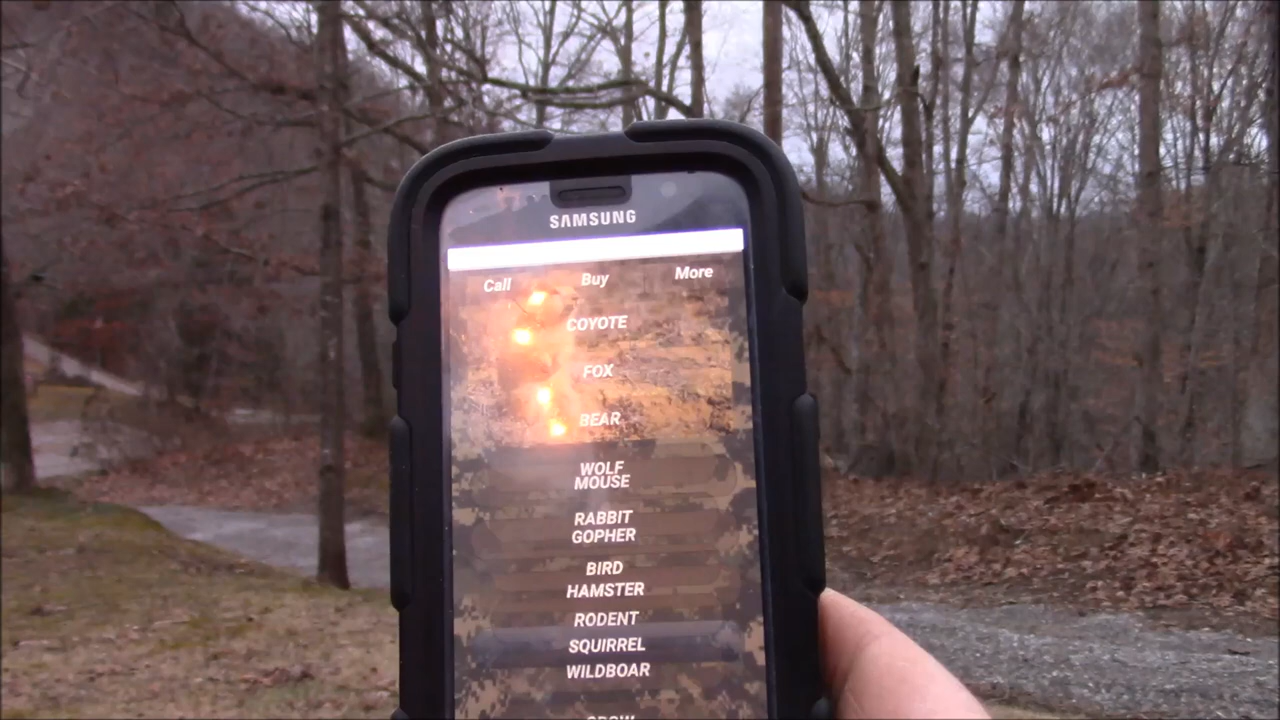 SAMSUNG
Call Buy More
COYOTE
FOX
BEAR
WOLF
MOUSE
RABBIT
GOPHER
BIRD
HAMSTER
RODENT
SQUIRREL
WILDBOAR